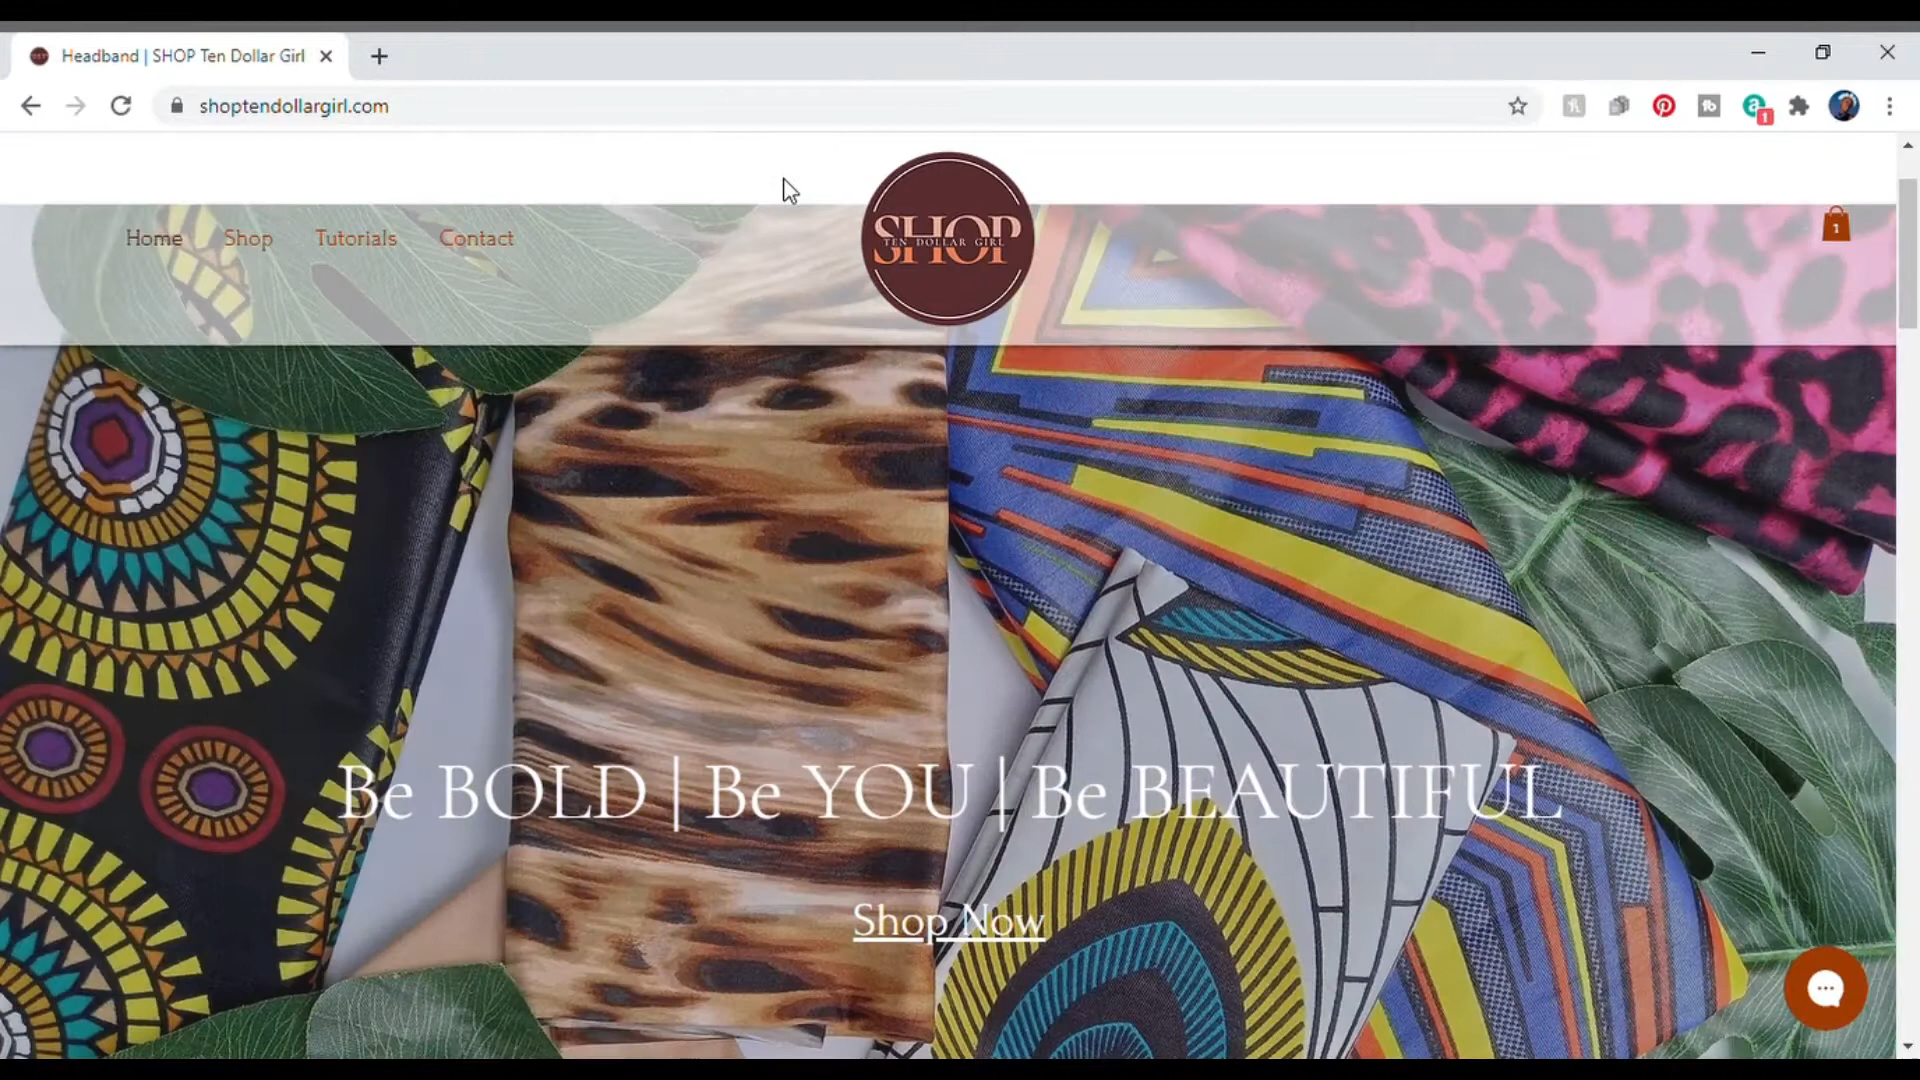 Headband | SHOP Ten Dollar Girl
shoptendollargirl.com
1
Home Shop Tutorials Contact
SHOP
TEN DOLLAR GIRL
1
Be BOLD | Be YOU | Be BEAUTIFUL
Shop Now